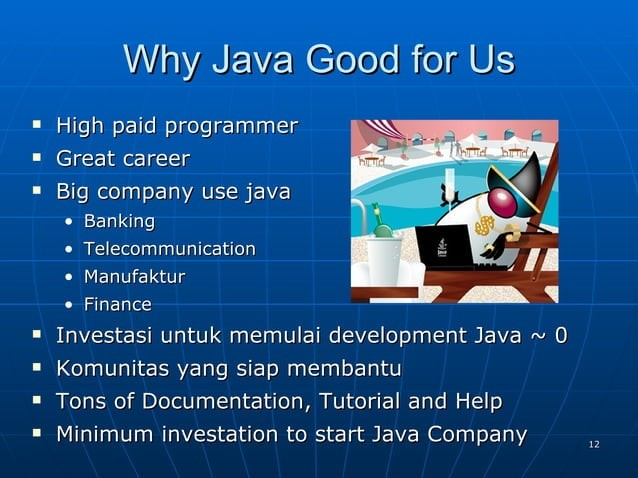 Why Java Good for Us
High paid programmer
Great career
Big company use java
Banking
Telecommunication
Manufaktur
Finance
Investasi untuk memulai development Java ~ 0
Komunitas yang siap membantu
Tons of Documentation, Tutorial and Help
Minimum investation to start Java Company
12